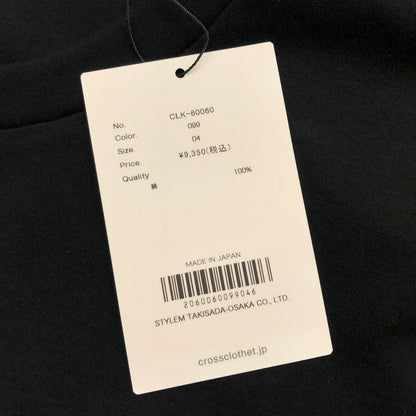 No. CLK-60060
Color. 099
Size. 04
Price. ¥9,350(税込)
Quality
綿 100%
MADE IN JAPAN
2060060099046
STYLEM TAKISADA-OSAKA CO., LTD.
crossclothet.jp